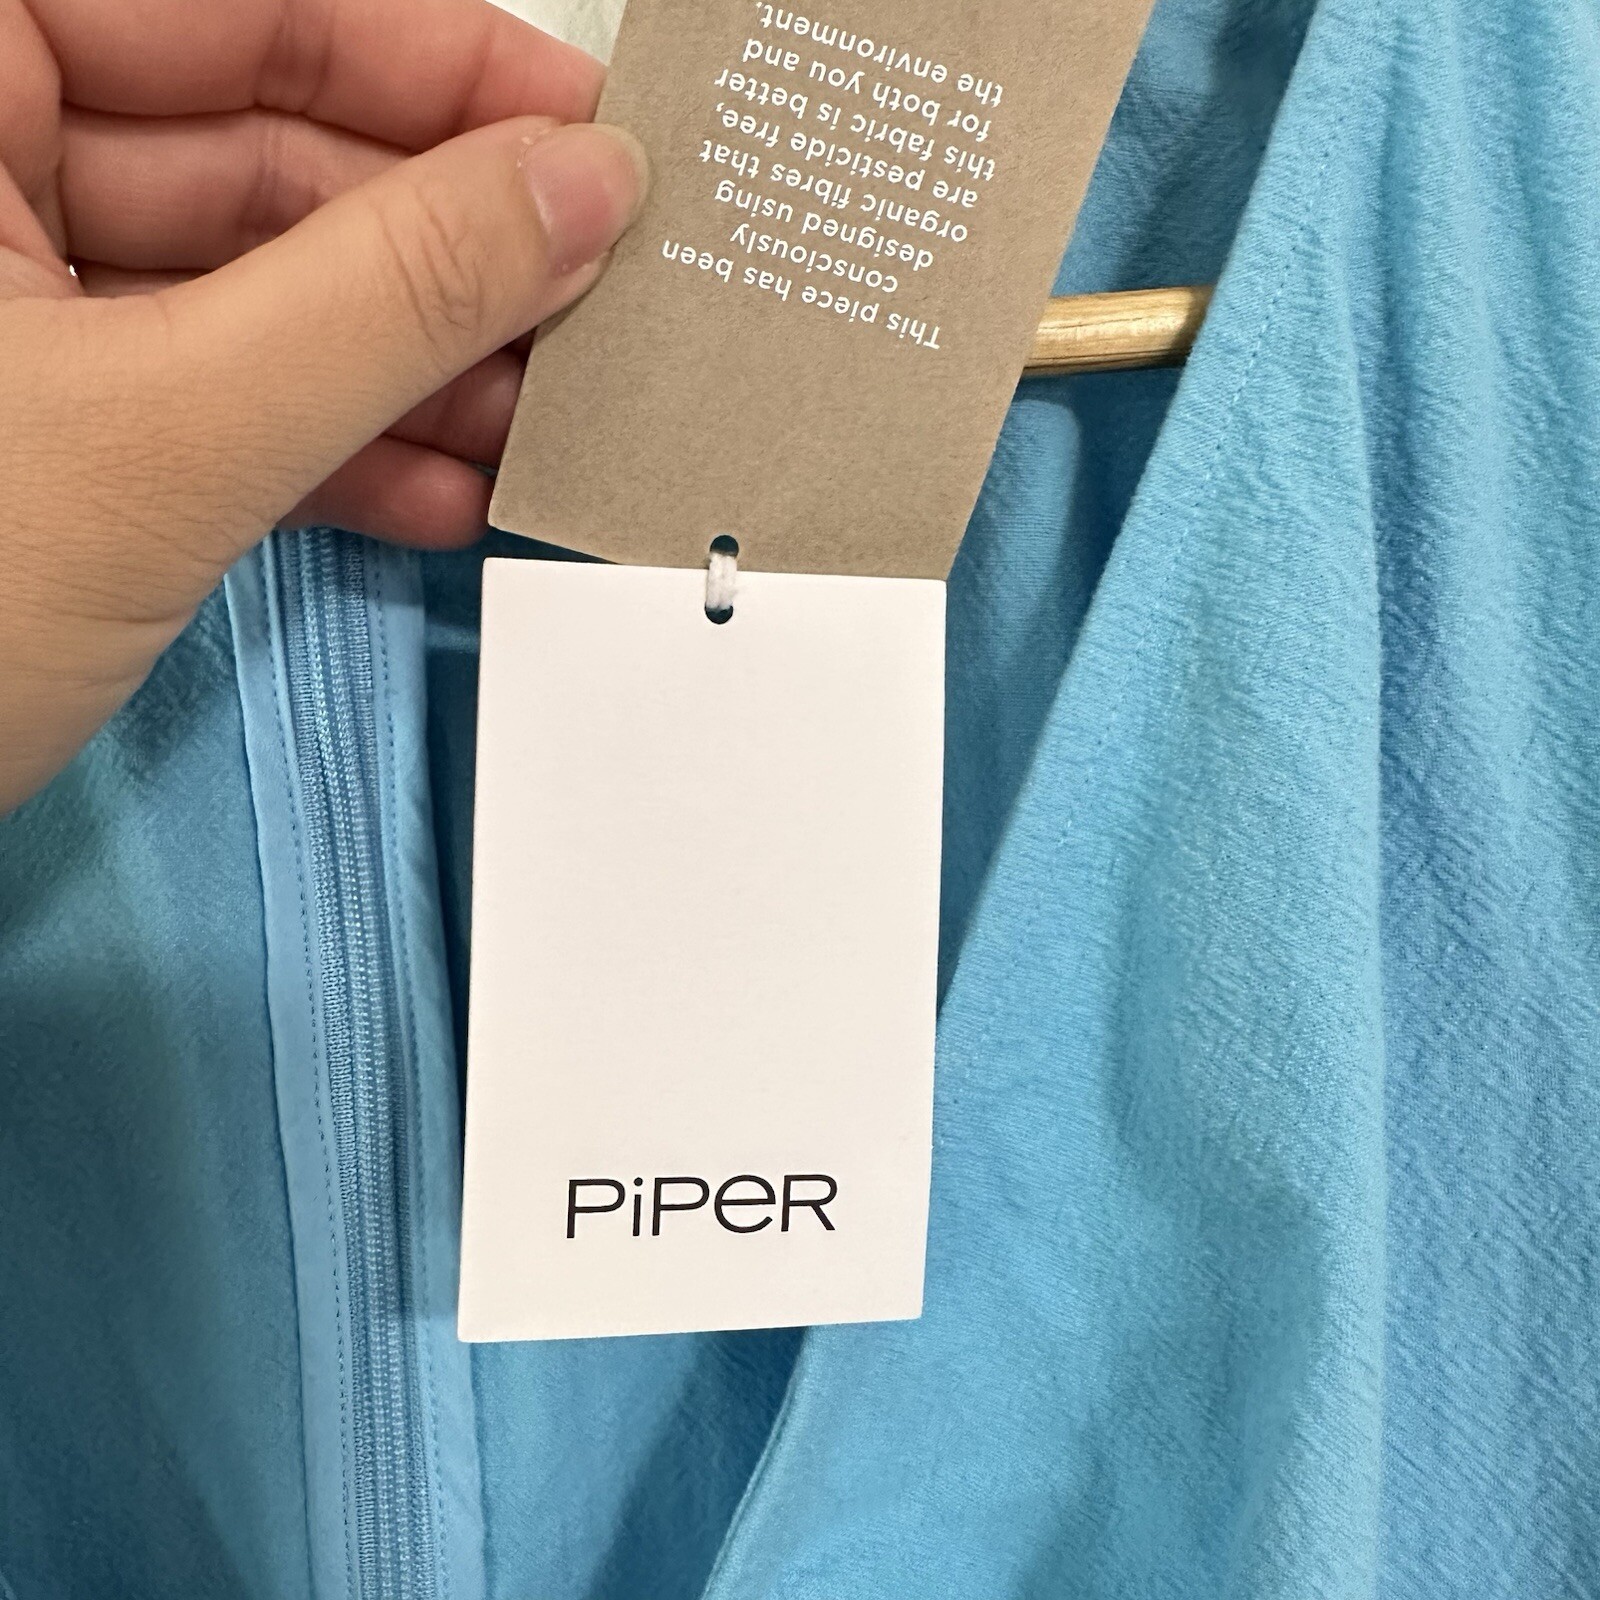 This piece has been
consciously
designed using
organic fibres that
are pesticide free,
this fabric is better
for both you and
the environment.
PiPeR